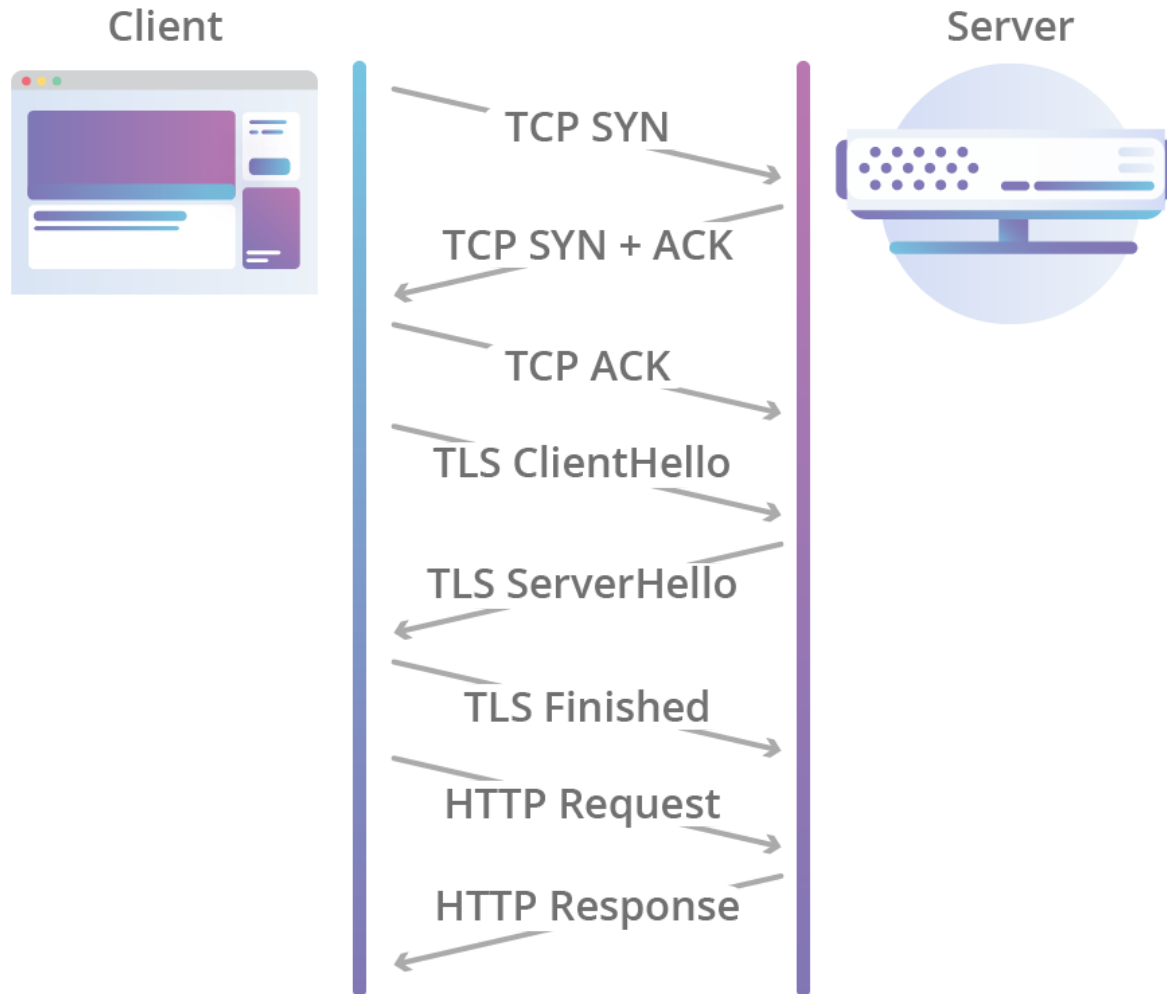 Client
Server
TCP SYN
TCP SYN + ACK
TCP ACK
TLS ClientHello
TLS ServerHello
TLS Finished
HTTP Request
HTTP Response